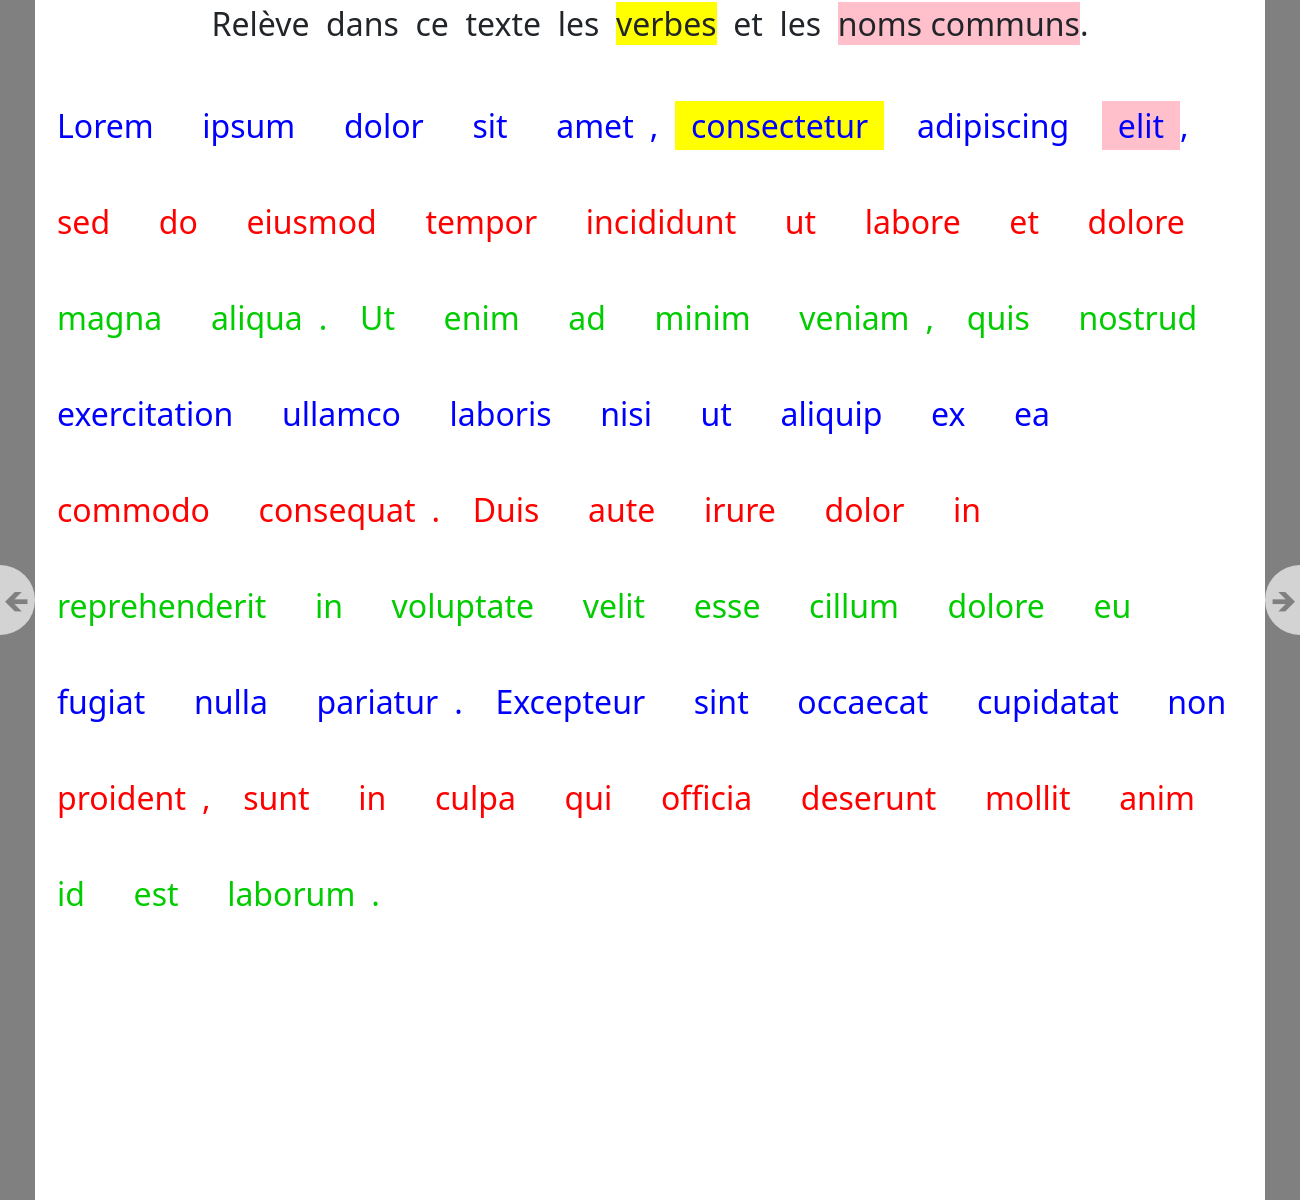 Relève dans ce texte les verbes et les noms communs.
Lorem ipsum dolor sit amet , consectetur adipiscing elit ,
sed do eiusmod tempor incididunt ut labore et dolore
magna aliqua . Ut enim ad minim veniam , quis nostrud
exercitation ullamco laboris nisi ut aliquip ex ea
commodo consequat . Duis aute irure dolor in
reprehenderit in voluptate velit esse cillum dolore eu
fugiat nulla pariatur . Excepteur sint occaecat cupidatat non
proident , sunt in culpa qui officia deserunt mollit anim
id est laborum .